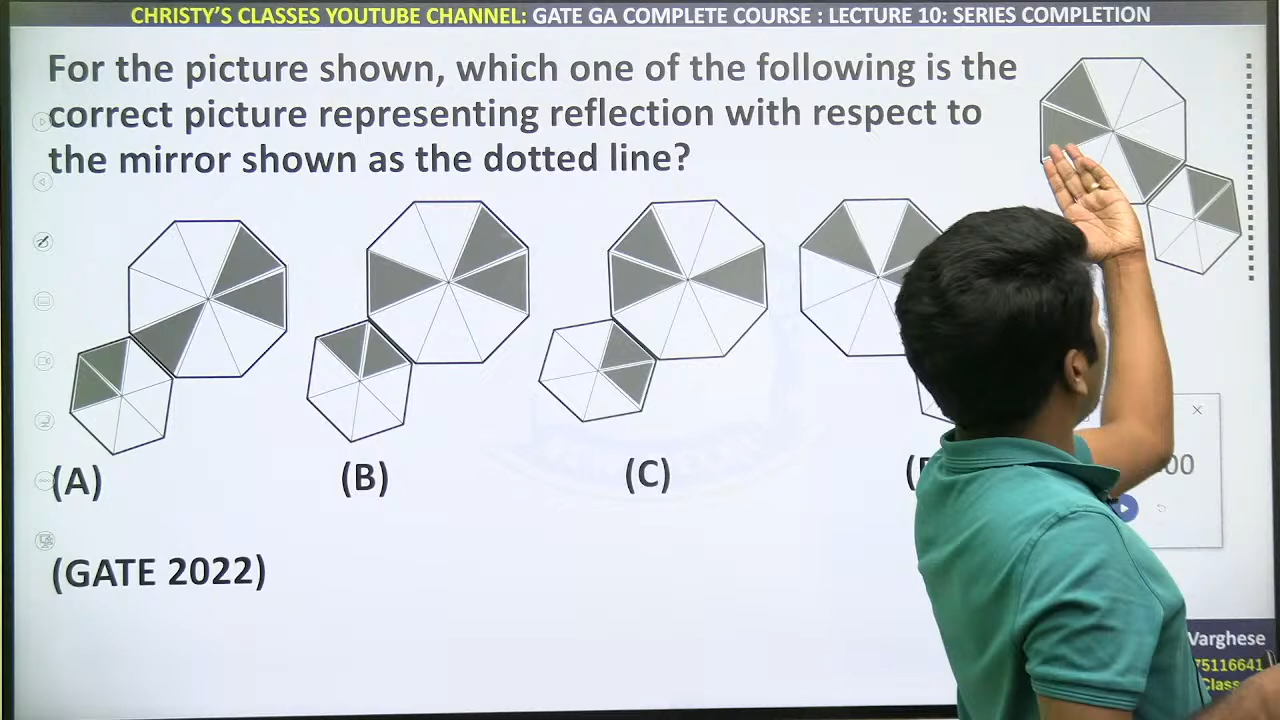 CHRISTY'S CLASSES YOUTUBE CHANNEL: GATE GA COMPLETE COURSE : LECTURE 10: SERIES COMPLETION
For the picture shown, which one of the following is the
correct picture representing reflection with respect to
the mirror shown as the dotted line?
(A) (B) (C)
(GATE 2022)
Varghese
75116641